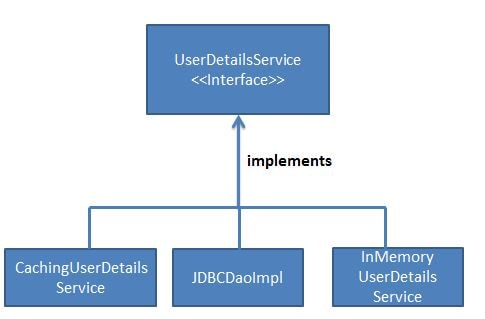 UserDetailsService
<<Interface>>
implements
CachingUserDetails
Service
JDBCDaoImpl
InMemory
UserDetails
Service